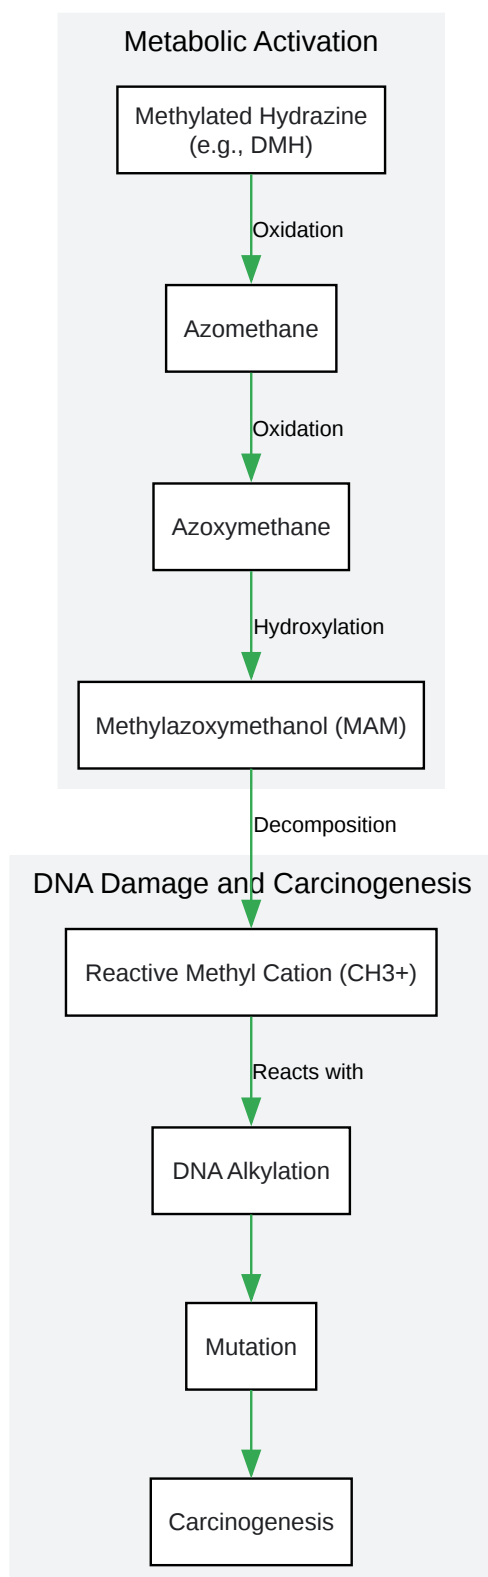 Metabolic Activation
Methylated Hydrazine
(e.g., DMH)
Oxidation
Azomethane
Oxidation
Azoxymethane
Hydroxylation
Methylazoxymethanol (MAM)
Decomposition
DNA Damage and Carcinogenesis
Reactive Methyl Cation (CH3+)
Reacts with
DNA Alkylation
Mutation
Carcinogenesis